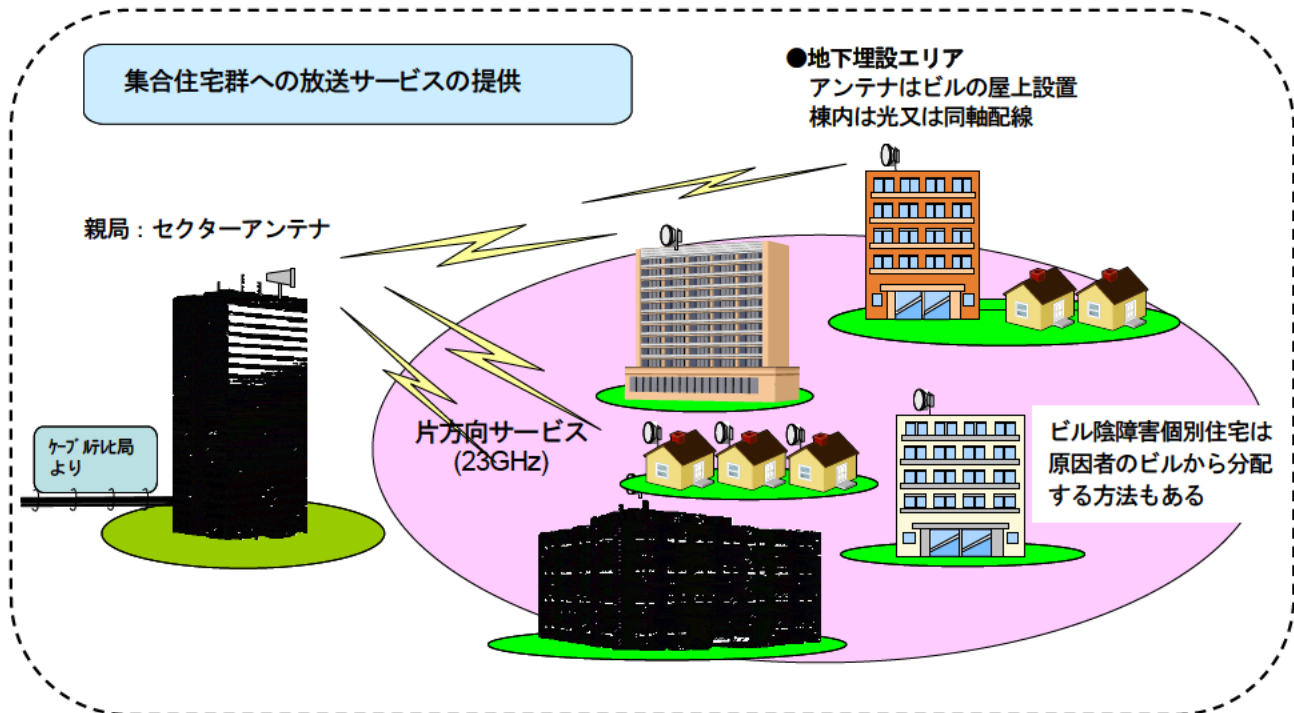 集合住宅群への放送サービスの提供
●地下埋設エリア
アンテナはビルの屋上設置
棟内は光又は同軸配線
親局：セクターアンテナ
ｹｰﾌﾞﾙﾃﾚﾋﾞ局
より
片方向サービス
(23GHz)
ビル陰障害個別住宅は
原因者のビルから分配
する方法もある